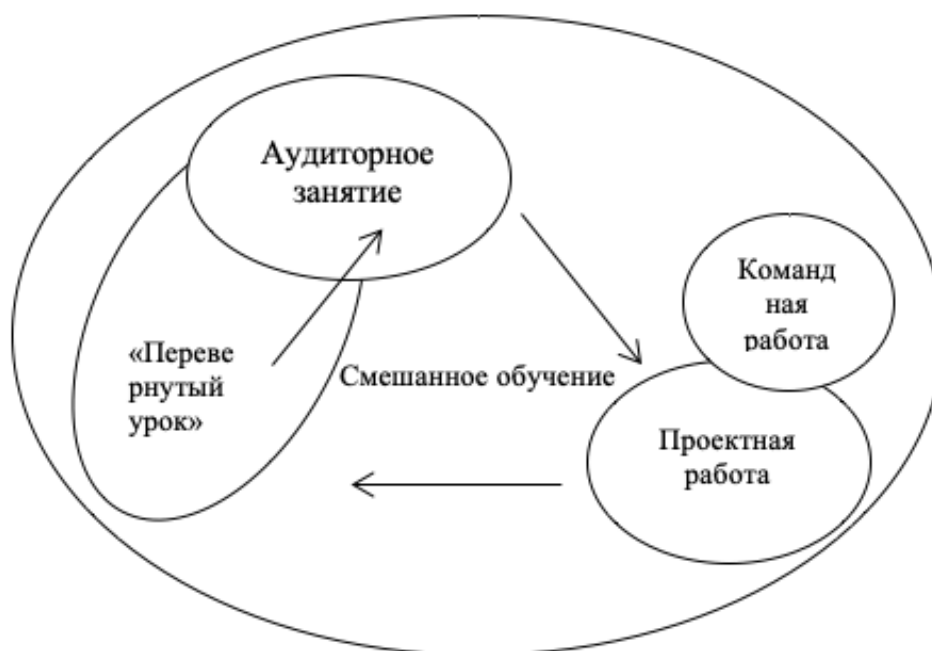 Аудиторное
занятие
Команд
ная
работа
«Переве
рнутый
урок»
Смешанное обучение
Проектная
работа